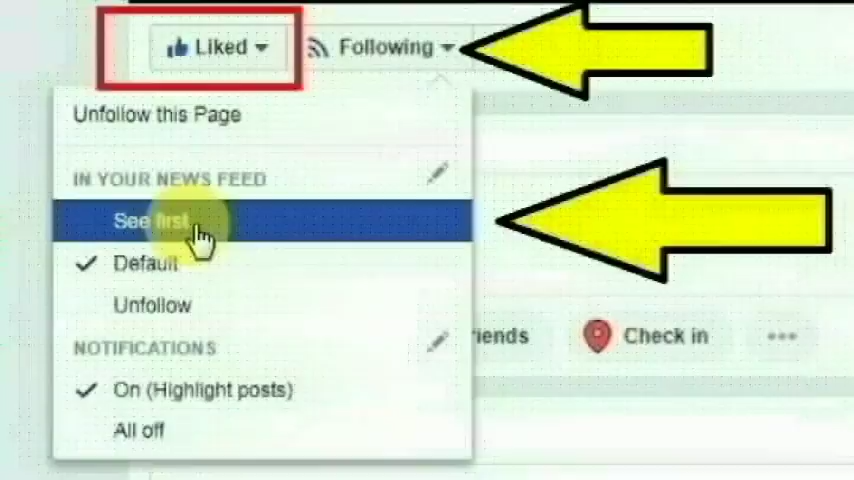 Liked Following
Unfollow this Page
IN YOUR NEWS FEED
See first
Default
Unfollow
NOTIFICATIONS
riends Check in
On (Highlight posts)
All off